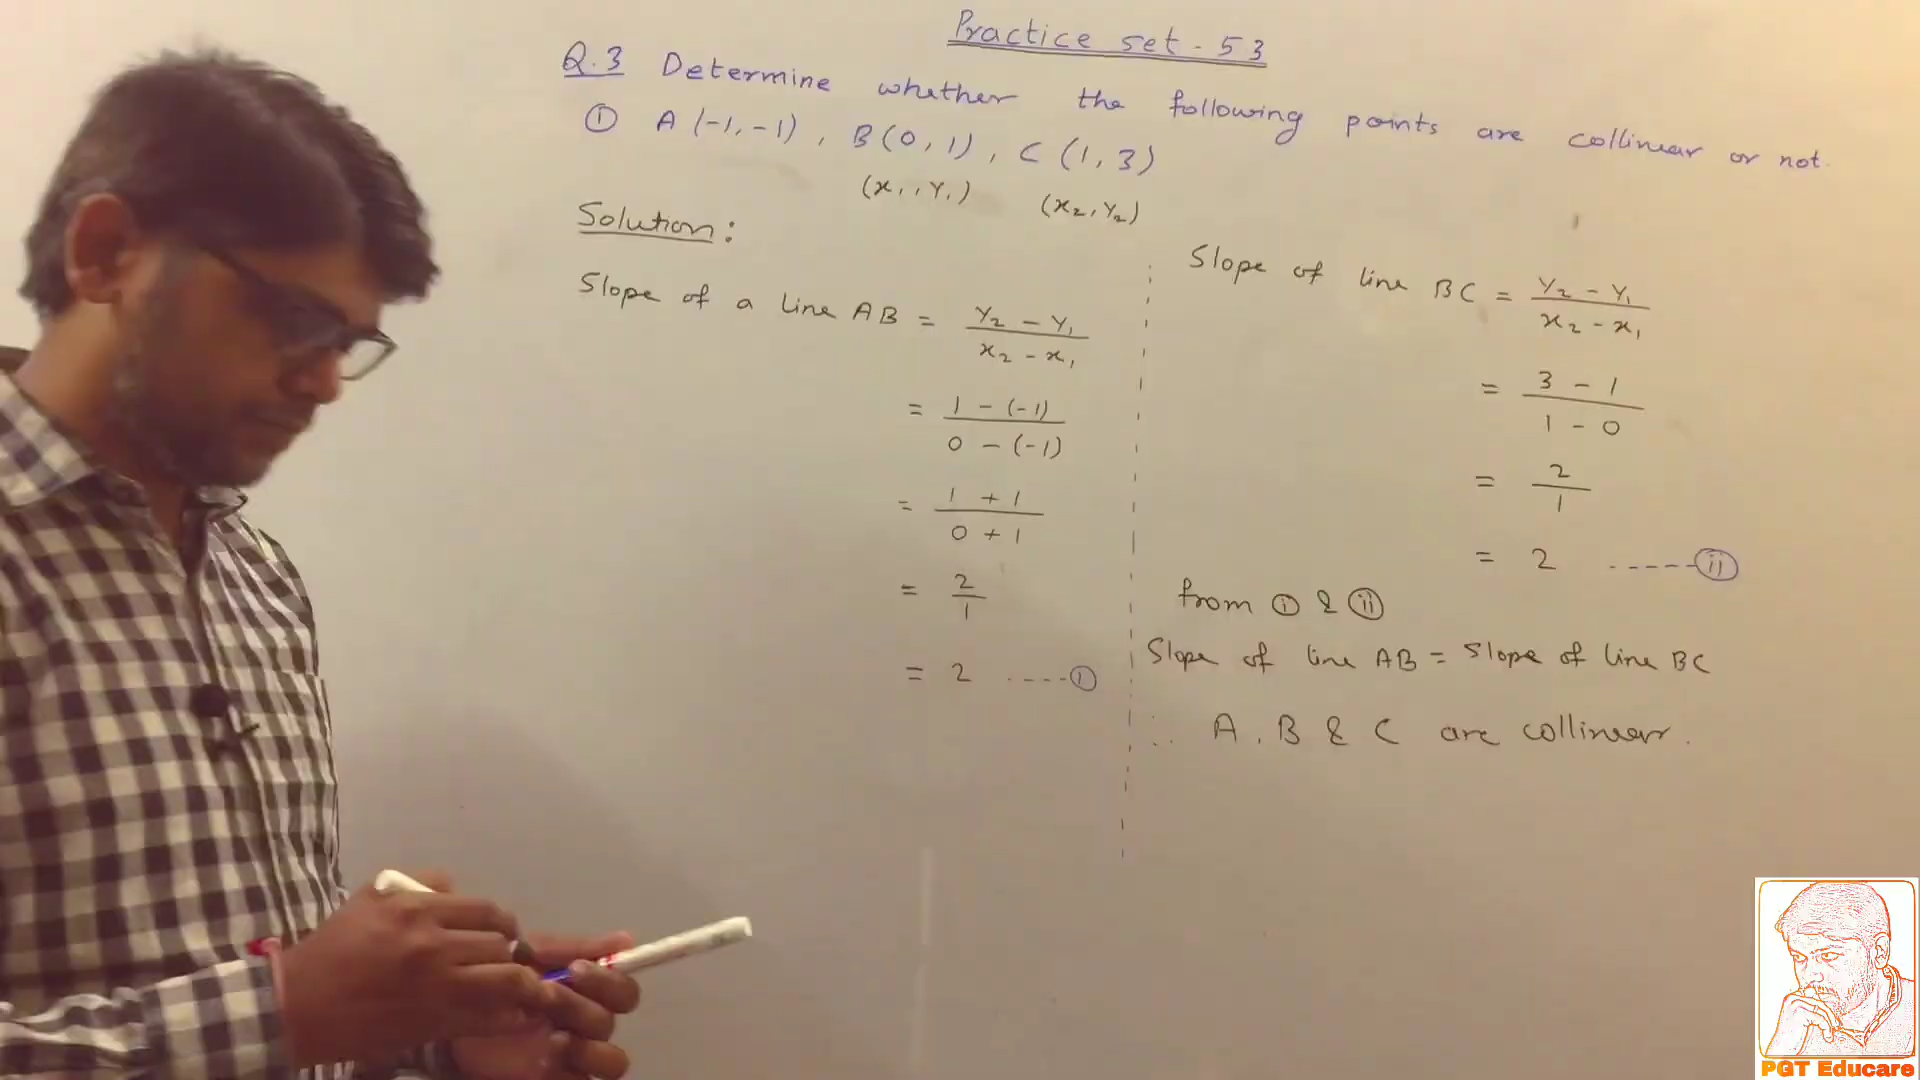 Practice set - 53
Q.3 Determine whether the following points are collinear or not.
① A (-1, -1) , B (0, 1) , C (1, 3)
(x₁, y₁) (x₂, y₂)
Solution :
Slope of a line AB = y₂ - y₁ / x₂ - x₁
= 1 - (-1) / 0 - (-1)
= 1 + 1 / 0 + 1
= 2 / 1
= 2 ----- ①
Slope of line BC = y₂ - y₁ / x₂ - x₁
= 3 - 1 / 1 - 0
= 2 / 1
= 2 ------ ⓘⓘ
from ① & ⓘⓘ
Slope of line AB = Slope of line BC
∴ A, B & C are collinear.
PGT Educare